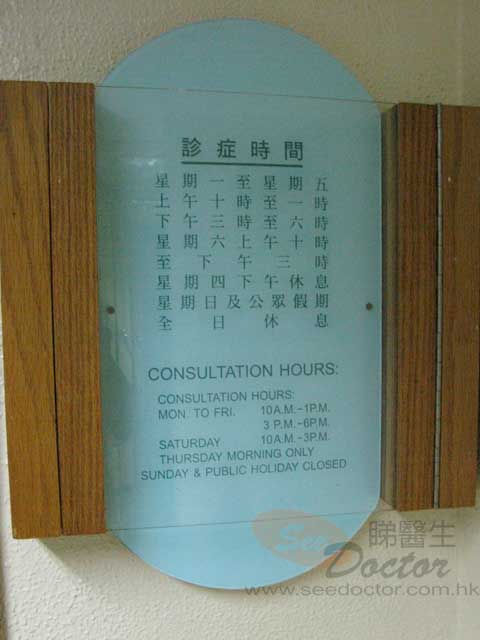 診症時間
星期一至星期五
上午十時至一時
下午三時至六時
星期六上午十時
至下午三時
星期四下午休息
星期日及公眾假期
全日休息
CONSULTATION HOURS:
CONSULTATION HOURS:
MON. TO FRI. 10A.M.-1P.M.
3 P.M.-6P.M.
SATURDAY 10A.M.-3P.M.
THURSDAY MORNING ONLY
SUNDAY & PUBLIC HOLIDAY CLOSED
See 睇醫生
Doctor
www.seedoctor.com.hk